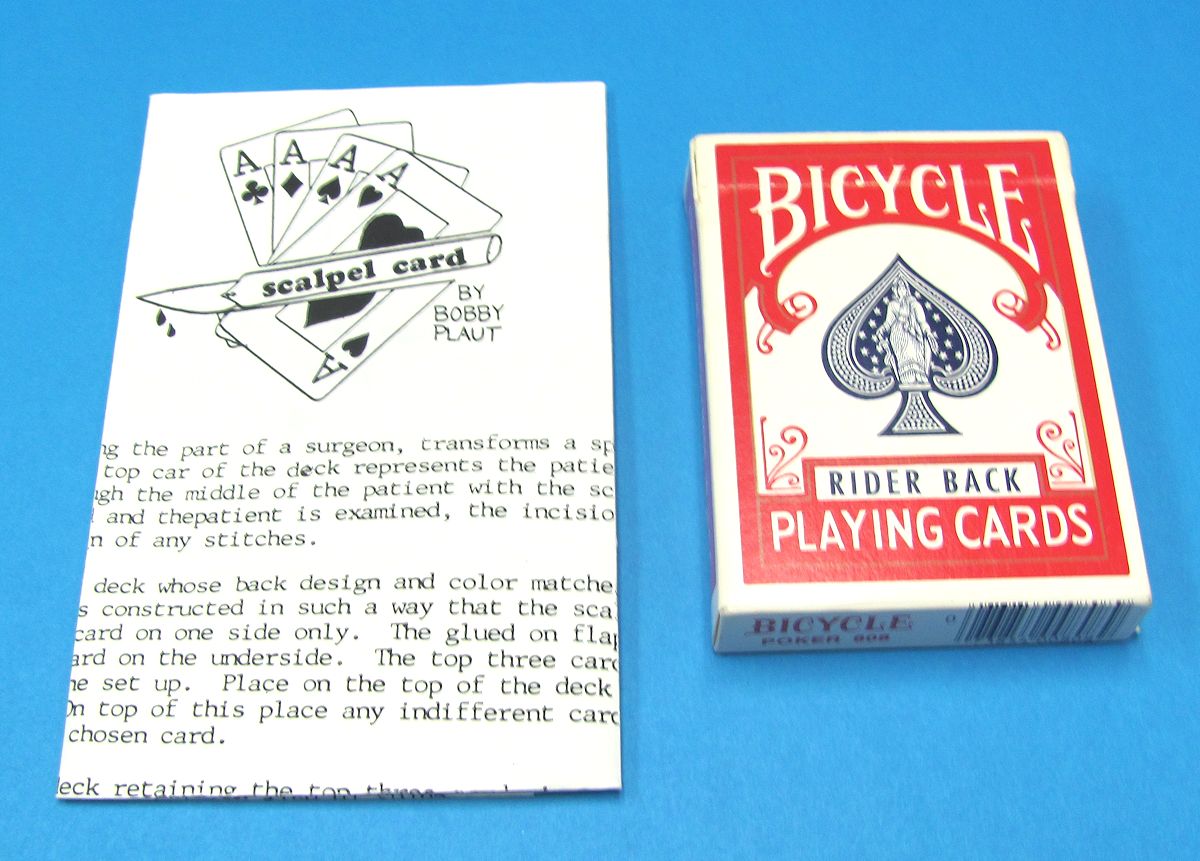 A A A A
scalpel card
BY
BOBBY
PLAUT
A
the part of a surgeon, transforms a
top car of the deck represents the
the middle of the patient with the
and thepatient is examined, the
of any stitches.
deck whose back design and color
constructed in such a way that the
card on one side only. The glued on
on the underside. The top three
set up. Place on the top of the deck
On top of this place any indifferent
chosen card.
retaining the top three
BICYCLE
RIDER BACK
PLAYING CARDS
BICYCLE
POKER 808
0